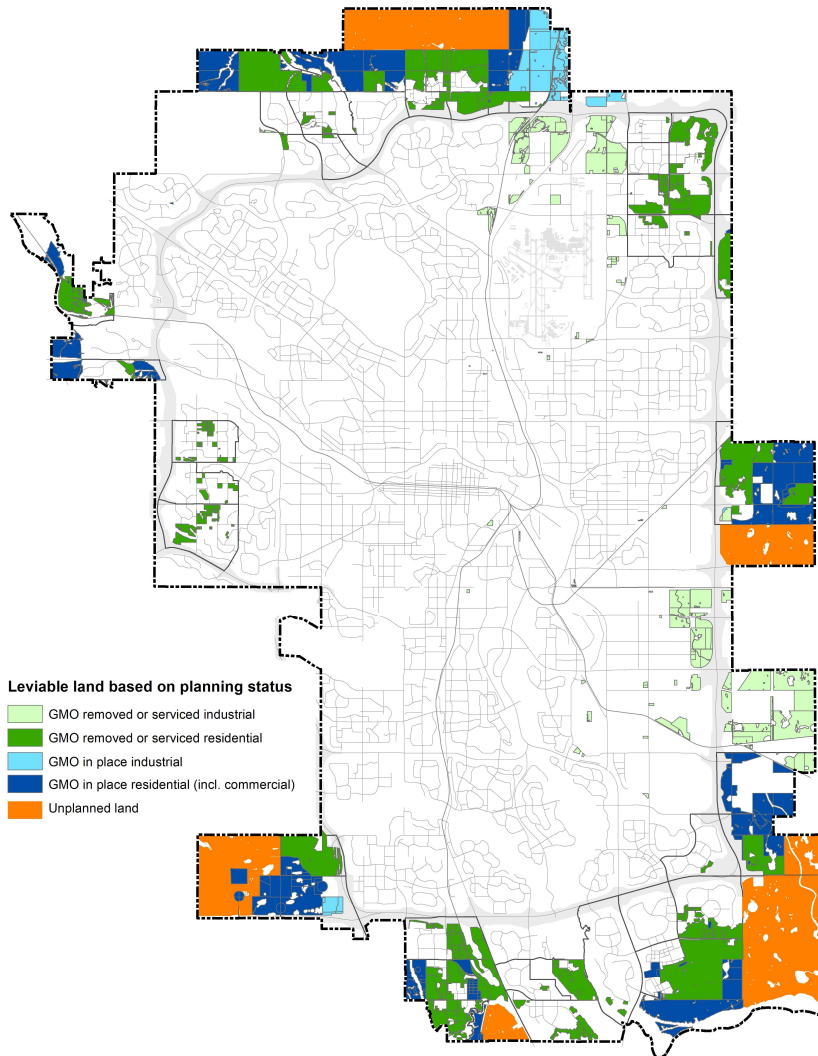 Leviable land based on planning status
GMO removed or serviced industrial
GMO removed or serviced residential
GMO in place industrial
GMO in place residential (incl. commercial)
Unplanned land